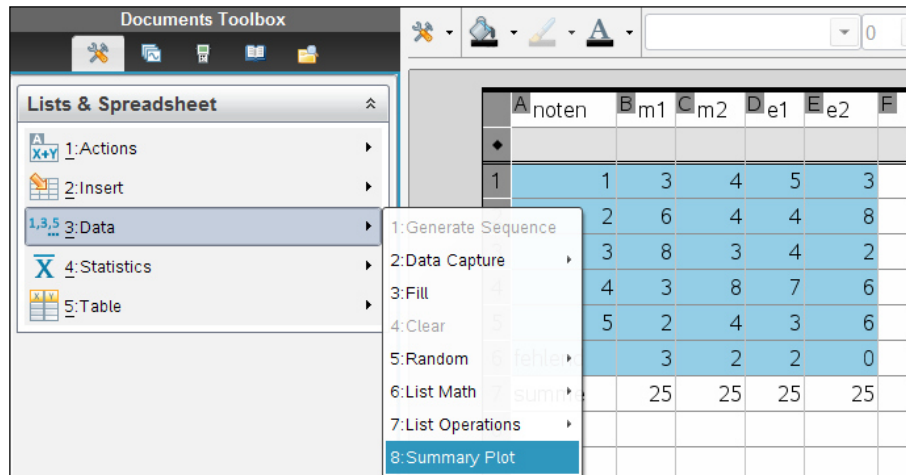 Documents Toolbox
0
Lists & Spreadsheet
1:Actions
2:Insert
3:Data
4:Statistics
5:Table
1:Generate Sequence
2:Data Capture
3:Fill
4:Clear
5:Random
6:List Math
7:List Operations
8:Summary Plot
A noten B m1 C m2 D e1 E e2 F
1 1 3 4 5 3
2 6 4 4 8
3 8 3 4 2
4 3 8 7 6
5 2 4 3 6
6 3 2 2 0
7 summe 25 25 25 25